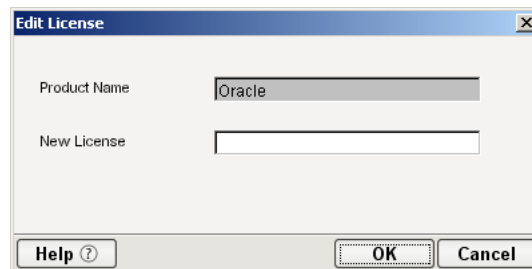 Edit License
Product Name Oracle
New License
Help ? OK Cancel